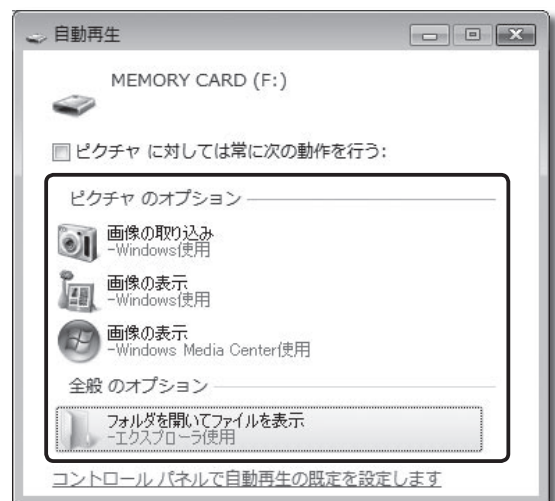 自動再生
MEMORY CARD (F:)
ピクチャ に対しては常に次の動作を行う:
ピクチャ のオプション
画像の取り込み
-Windows使用
画像の表示
-Windows使用
画像の表示
-Windows Media Center使用
全般 のオプション
フォルダを開いてファイルを表示
-エクスプローラ使用
コントロール パネルで自動再生の既定を設定します